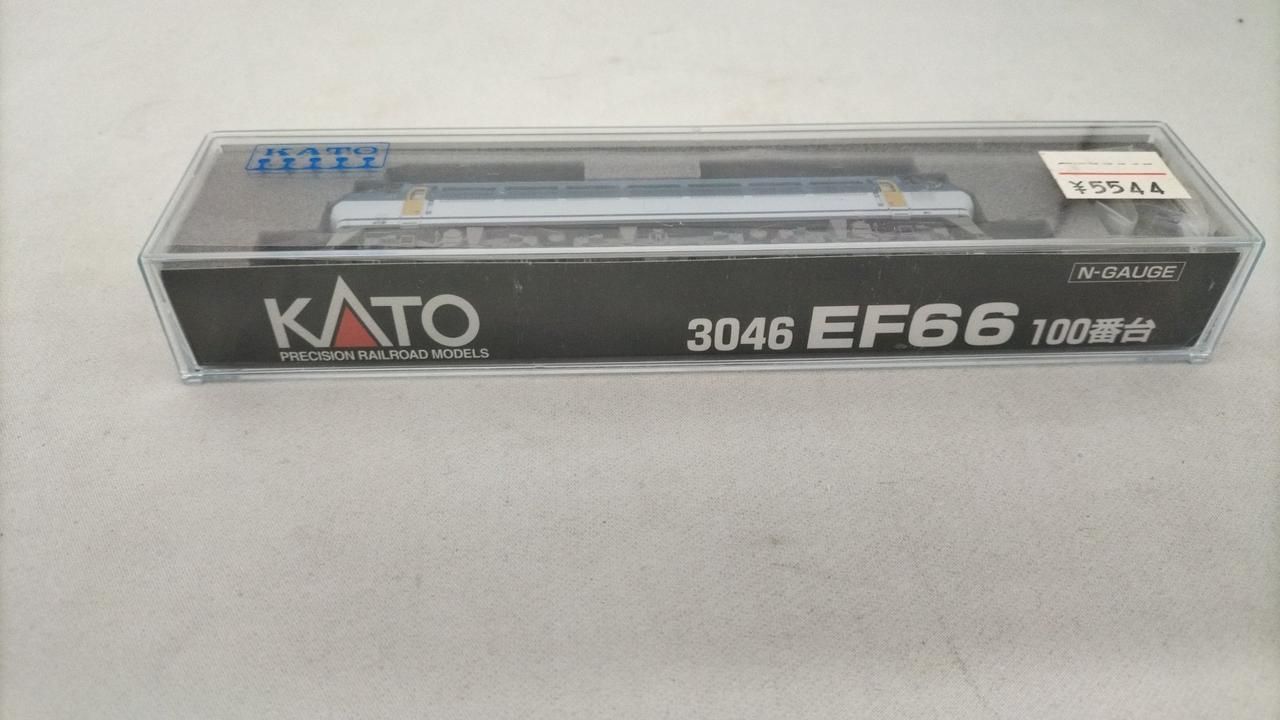 KATO
¥5544
N-GAUGE
KATO
PRECISION RAILROAD MODELS
3046 EF66 100番台